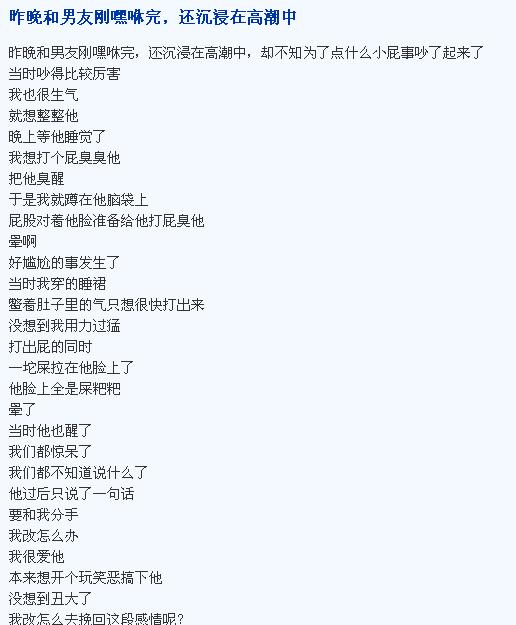 昨晚和男友刚嘿咻完，还沉浸在高潮中
昨晚和男友刚嘿咻完，还沉浸在高潮中，却不知为了点什么小屁事吵了起来了
当时吵得比较厉害
我也很生气
就想整整他
晚上等他睡觉了
我想打个屁臭臭他
把他臭醒
于是我就蹲在他脑袋上
屁股对着他脸准备给他打屁臭他
晕啊
好尴尬的事发生了
当时我穿的睡裙
蹩着肚子里的气只想很快打出来
没想到我用力过猛
打出屁的同时
一坨屎拉在他脸上了
他脸上全是屎粑粑
晕了
当时他也醒了
我们都惊呆了
我们都不知道说什么了
他过后只说了一句话
要和我分手
我改怎么办
我很爱他
本来想开个玩笑恶搞下他
没想到丑大了
我改怎么去挽回这段感情呢？